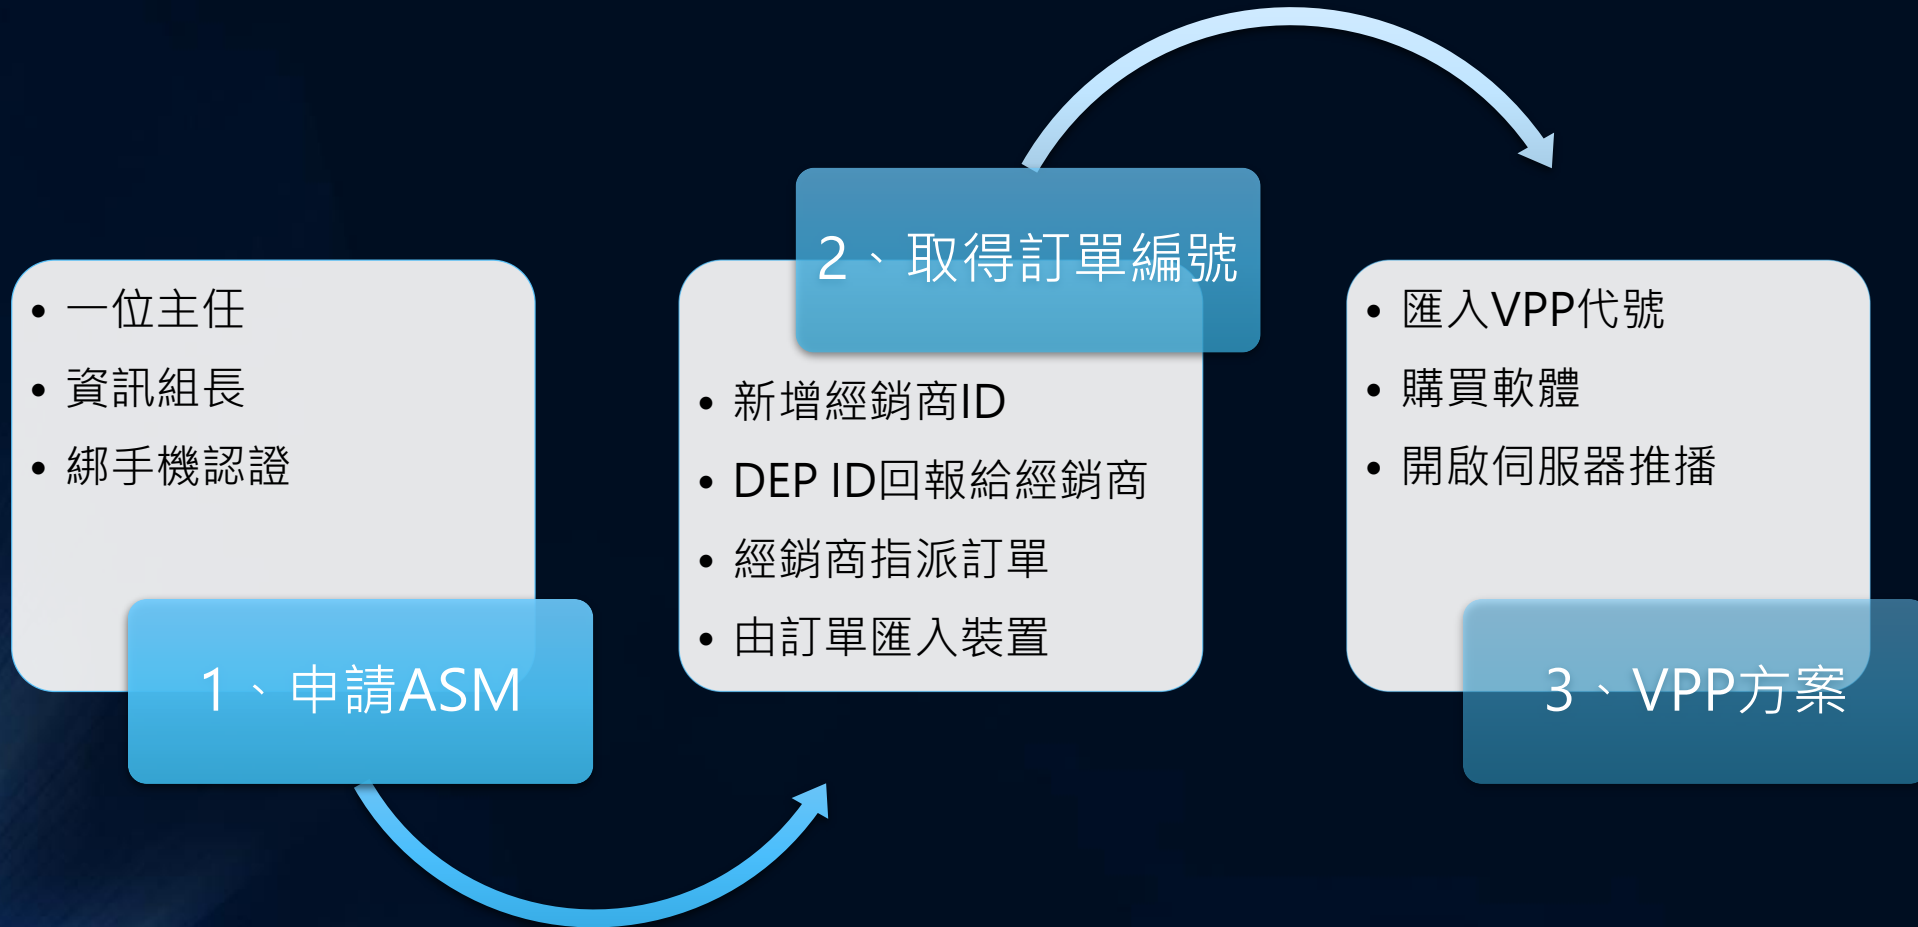 • 一位主任
• 資訊組長
• 綁手機認證
1、申請ASM
2、取得訂單編號
• 新增經銷商ID
• DEP ID回報給經銷商
• 經銷商指派訂單
• 由訂單匯入裝置
• 匯入VPP代號
• 購買軟體
• 開啟伺服器推播
3、VPP方案